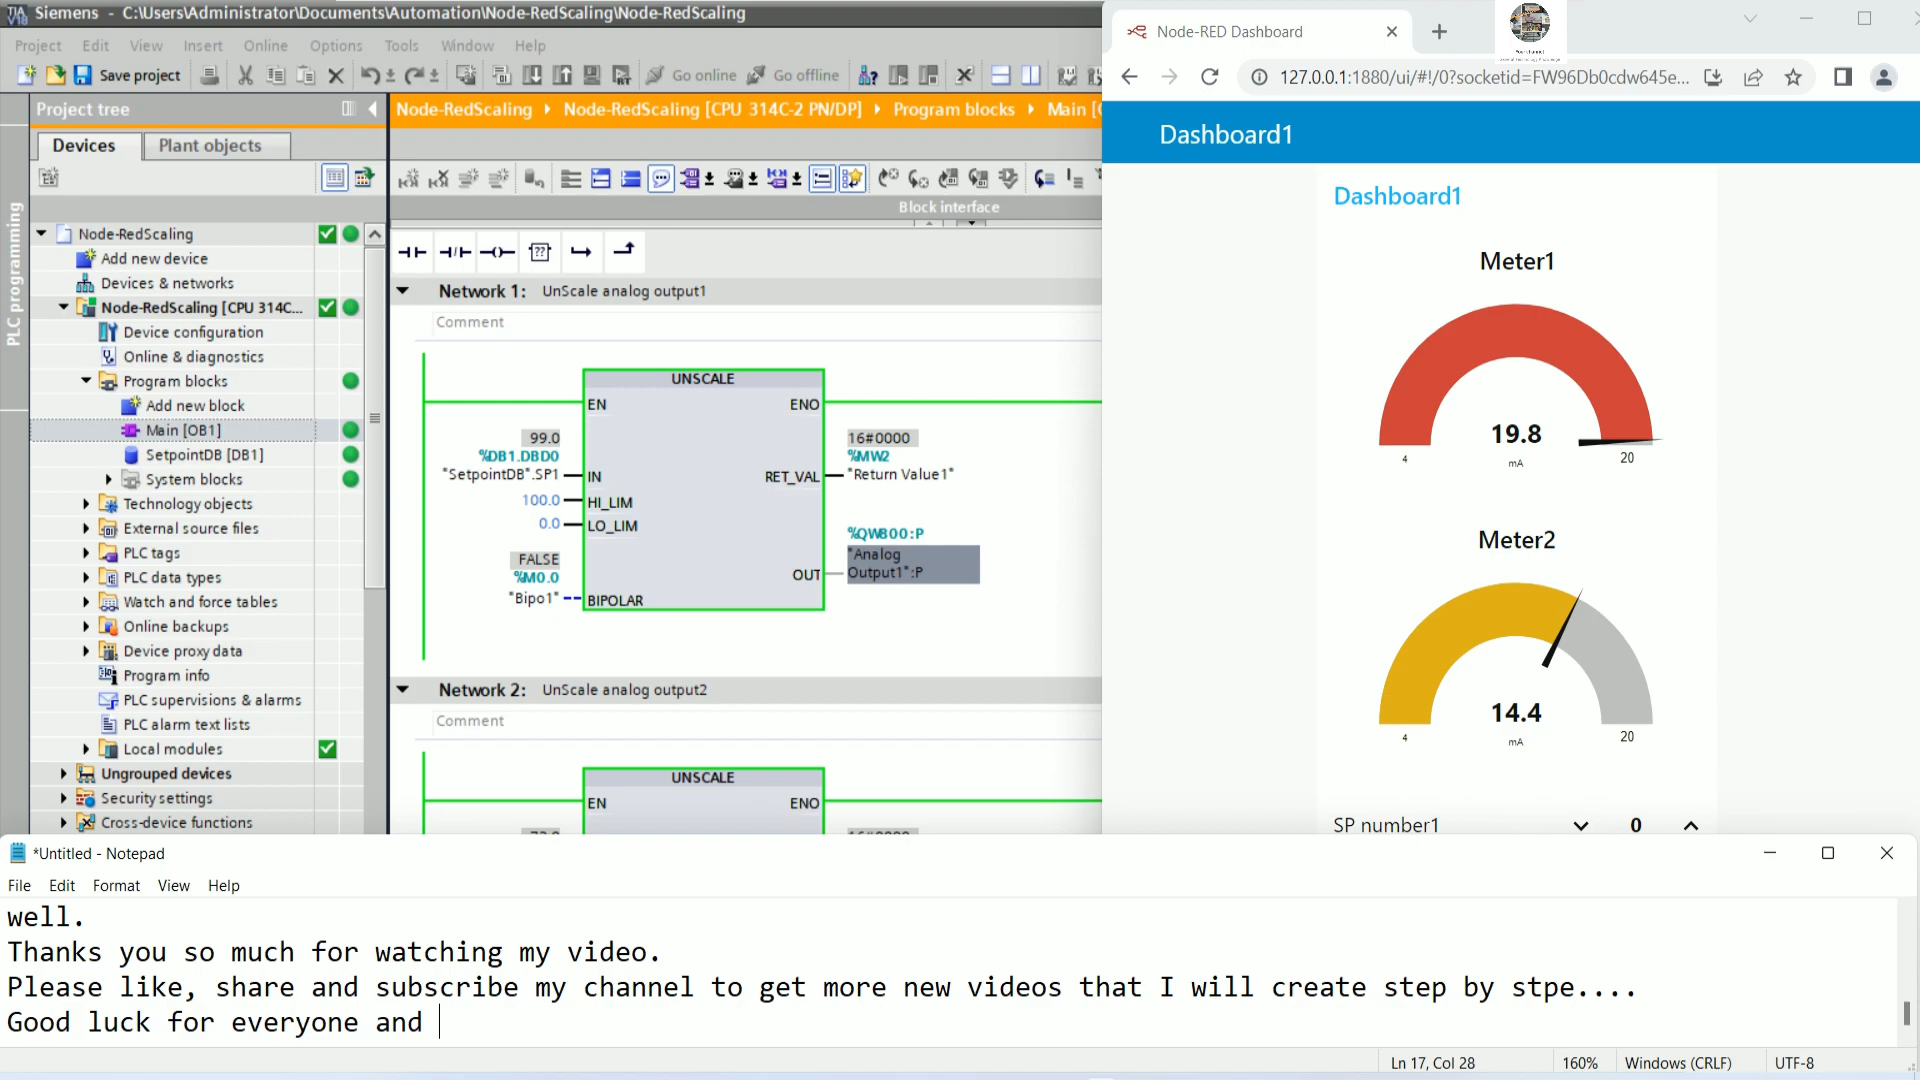 Siemens - C:\Users\Administrator\Documents\Automation\Node-RedScaling\Node-RedScaling
Project Edit View Insert Online Options Tools Window Help
Save project
Go online
Go offline
Project tree
Devices
Plant objects
PLC programming
Node-RedScaling
Add new device
Devices & networks
Node-RedScaling [CPU 314C...
Device configuration
Online & diagnostics
Program blocks
Add new block
Main [OB1]
SetpointDB [DB1]
System blocks
Technology objects
External source files
PLC tags
PLC data types
Watch and force tables
Online backups
Device proxy data
Program info
PLC supervisions & alarms
PLC alarm text lists
Local modules
Ungrouped devices
Security settings
Cross-device functions
Node-RedScaling Node-RedScaling [CPU 314C-2 PN/DP] Program blocks Main [
Block interface
Network 1: UnScale analog output1
Comment
UNSCALE
EN ENO
99.0
%DB1.DBD0
"SetpointDB".SP1 IN
100.0 HI_LIM
0.0 LO_LIM
FALSE
%M0.0
"Bipo1" BIPOLAR
16#0000
%MW2
RET_VAL "Return Value1"
%QW800:P
"Analog
OUT Output1":P
Network 2: UnScale analog output2
Comment
UNSCALE
EN ENO
Node-RED Dashboard
127.0.0.1:1880/ui/#!/0?socketid=FW96Db0cdw645e...
Dashboard1
Dashboard1
Meter1
19.8
mA
4 20
Meter2
14.4
mA
4 20
SP number1 0
*Untitled - Notepad
File Edit Format View Help
well.
Thanks you so much for watching my video.
Please like, share and subscribe my channel to get more new videos that I will create step by stpe....
Good luck for everyone and
Ln 17, Col 28 160% Windows (CRLF) UTF-8